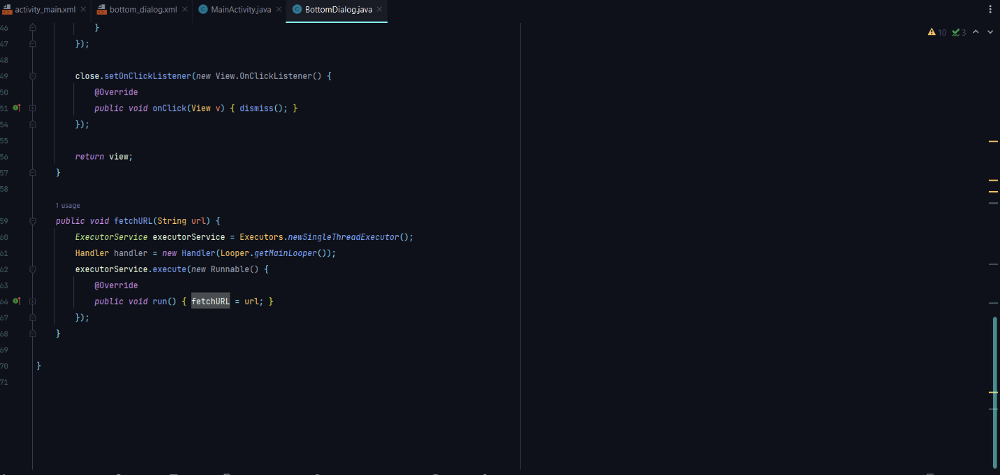 activity_main.xml bottom_dialog.xml MainActivity.java BottomDialog.java
10 3
46 }
47 });
48
49 close.setOnClickListener(new View.OnClickListener() {
50 @Override
51 public void onClick(View v) { dismiss(); }
54 });
55
56 return view;
57 }
58
1 usage
59 public void fetchURL(String url) {
60 ExecutorService executorService = Executors.newSingleThreadExecutor();
61 Handler handler = new Handler(Looper.getMainLooper());
62 executorService.execute(new Runnable() {
63 @Override
64 public void run() { fetchURL = url; }
67 });
68 }
69
70 }
71